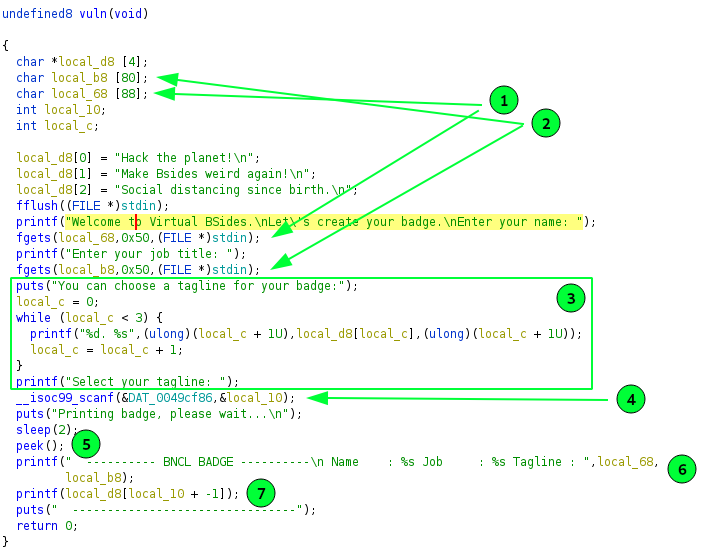 undefined8 vuln(void)
{
char *local_d8 [4];
char local_b8 [80];
char local_68 [88];
int local_10;
int local_c;
1
2
local_d8[0] = "Hack the planet!\n";
local_d8[1] = "Make Bsides weird again!\n";
local_d8[2] = "Social distancing since birth.\n";
fflush((FILE *)stdin);
printf("Welcome to Virtual BSides.\nLet\'s create your badge.\nEnter your name: ");
fgets(local_68,0x50,(FILE *)stdin);
printf("Enter your job title: ");
fgets(local_b8,0x50,(FILE *)stdin);
puts("You can choose a tagline for your badge:");
local_c = 0;
3
while (local_c < 3) {
printf("%d. %s",(ulong)(local_c + 1U),local_d8[local_c],(ulong)(local_c + 1U));
local_c = local_c + 1;
}
printf("Select your tagline: ");
__isoc99_scanf(&DAT_0049cf86,&local_10);
4
puts("Printing badge, please wait...\n");
sleep(2);
peek();
5
printf("  ---------- BNCL BADGE ----------\n Name    : %s Job     : %s Tagline : ",local_68,
local_b8);
6
printf(local_d8[local_10 + -1]);
7
puts("  -------------------------------");
return 0;
}